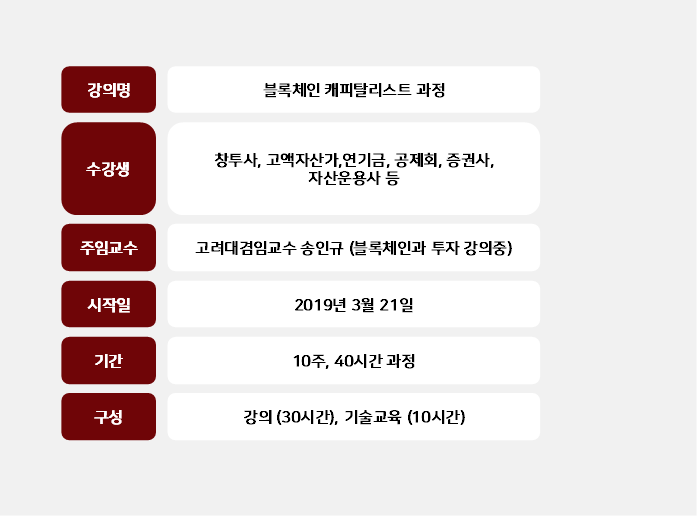 강의명
블록체인 캐피탈리스트 과정
수강생
창투사, 고액자산가,연기금, 공제회, 증권사,
자산운용사 등
주임교수
고려대겸임교수 송인규 (블록체인과 투자 강의중)
시작일
2019년 3월 21일
기간
10주, 40시간 과정
구성
강의 (30시간), 기술교육 (10시간)